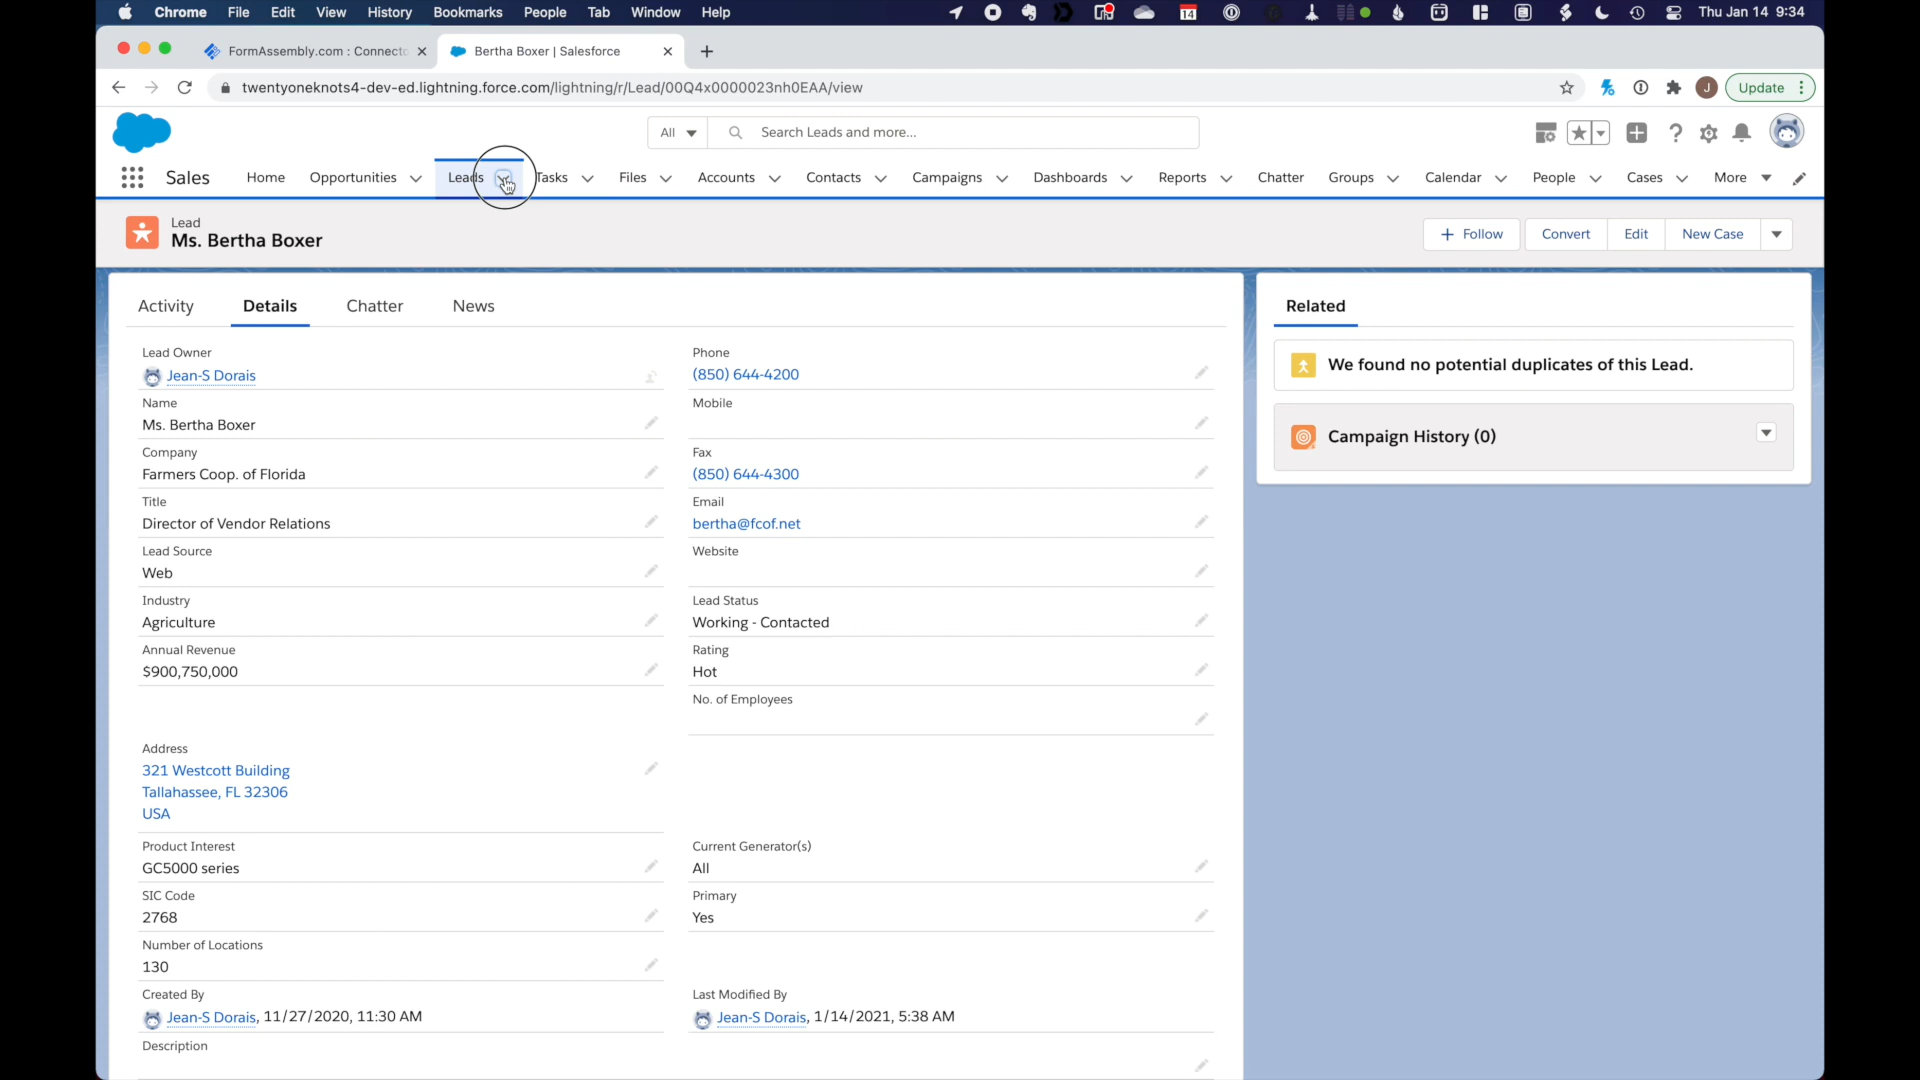 Chrome File Edit View History Bookmarks People Tab Window Help
14
Thu Jan 14 9:34
FormAssembly.com : Connecto
Bertha Boxer | Salesforce
twentyoneknots4-dev-ed.lightning.force.com/lightning/r/Lead/00Q4x0000023nh0EAA/view
J
Update
All
Search Leads and more...
Sales
Home Opportunities Leads Tasks Files Accounts Contacts Campaigns Dashboards Reports Chatter Groups Calendar People Cases More
Lead
Ms. Bertha Boxer
Follow Convert Edit New Case
Activity Details Chatter News
Lead Owner
Jean-S Dorais
Name
Ms. Bertha Boxer
Company
Farmers Coop. of Florida
Title
Director of Vendor Relations
Lead Source
Web
Industry
Agriculture
Annual Revenue
$900,750,000
Phone
(850) 644-4200
Mobile
Fax
(850) 644-4300
Email
bertha@fcof.net
Website
Lead Status
Working - Contacted
Rating
Hot
No. of Employees
Address
321 Westcott Building
Tallahassee, FL 32306
USA
Product Interest
GC5000 series
SIC Code
2768
Number of Locations
130
Created By
Jean-S Dorais, 11/27/2020, 11:30 AM
Description
Current Generator(s)
All
Primary
Yes
Last Modified By
Jean-S Dorais, 1/14/2021, 5:38 AM
Related
We found no potential duplicates of this Lead.
Campaign History (0)